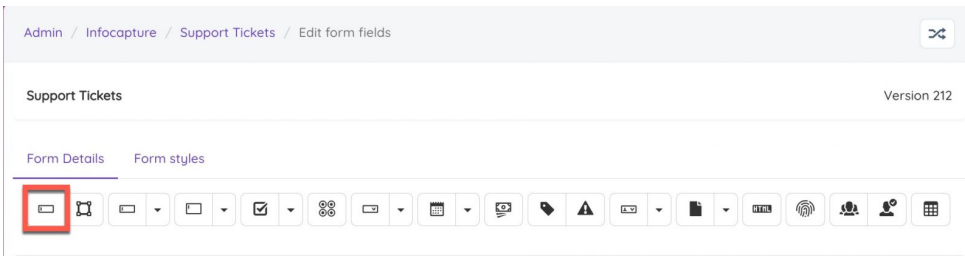 Admin / Infocapture / Support Tickets / Edit form fields
Support Tickets Version 212
Form Details Form styles
HTML